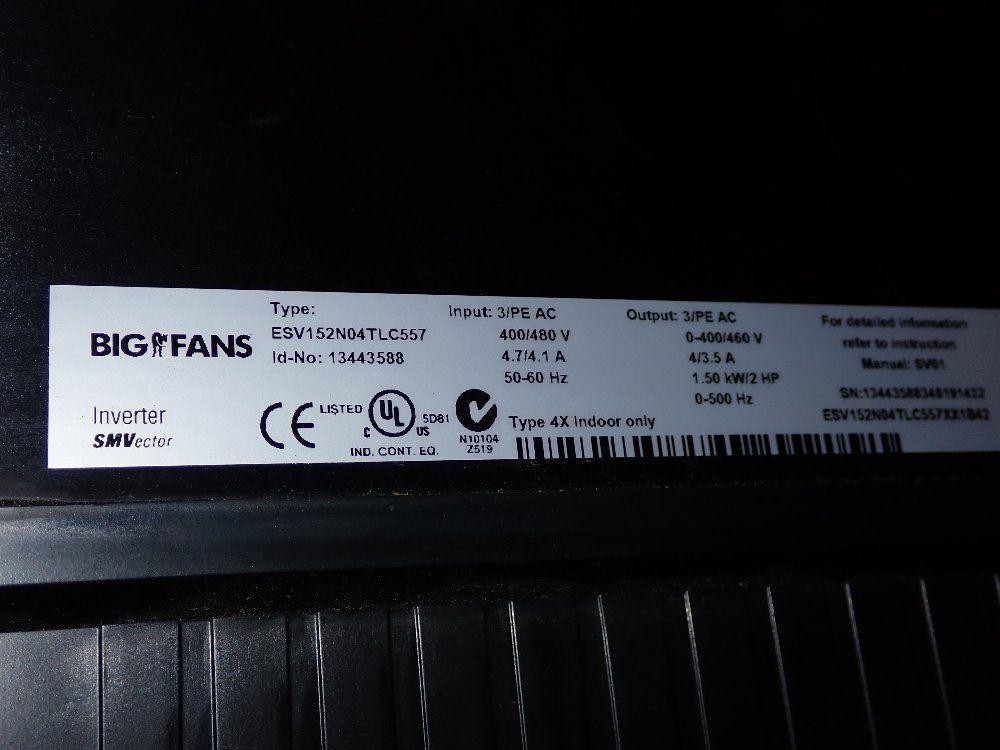 BIG FANS
Inverter
SMVector
Type:
ESV152N04TLC557
Id-No: 13443588
CE
LISTED
UL
C
US
5D81
IND. CONT. EQ.
N10104
Z519
Input: 3/PE AC
400/480 V
4.7/4.1 A
50-60 Hz
Type 4X Indoor only
Output: 3/PE AC
0-400/460 V
4/3.5 A
1.50 kW/2 HP
0-500 Hz
For detailed information
refer to instruction
Manual: SV01
SN:13443588348191432
ESV152N04TLC557XX1B42